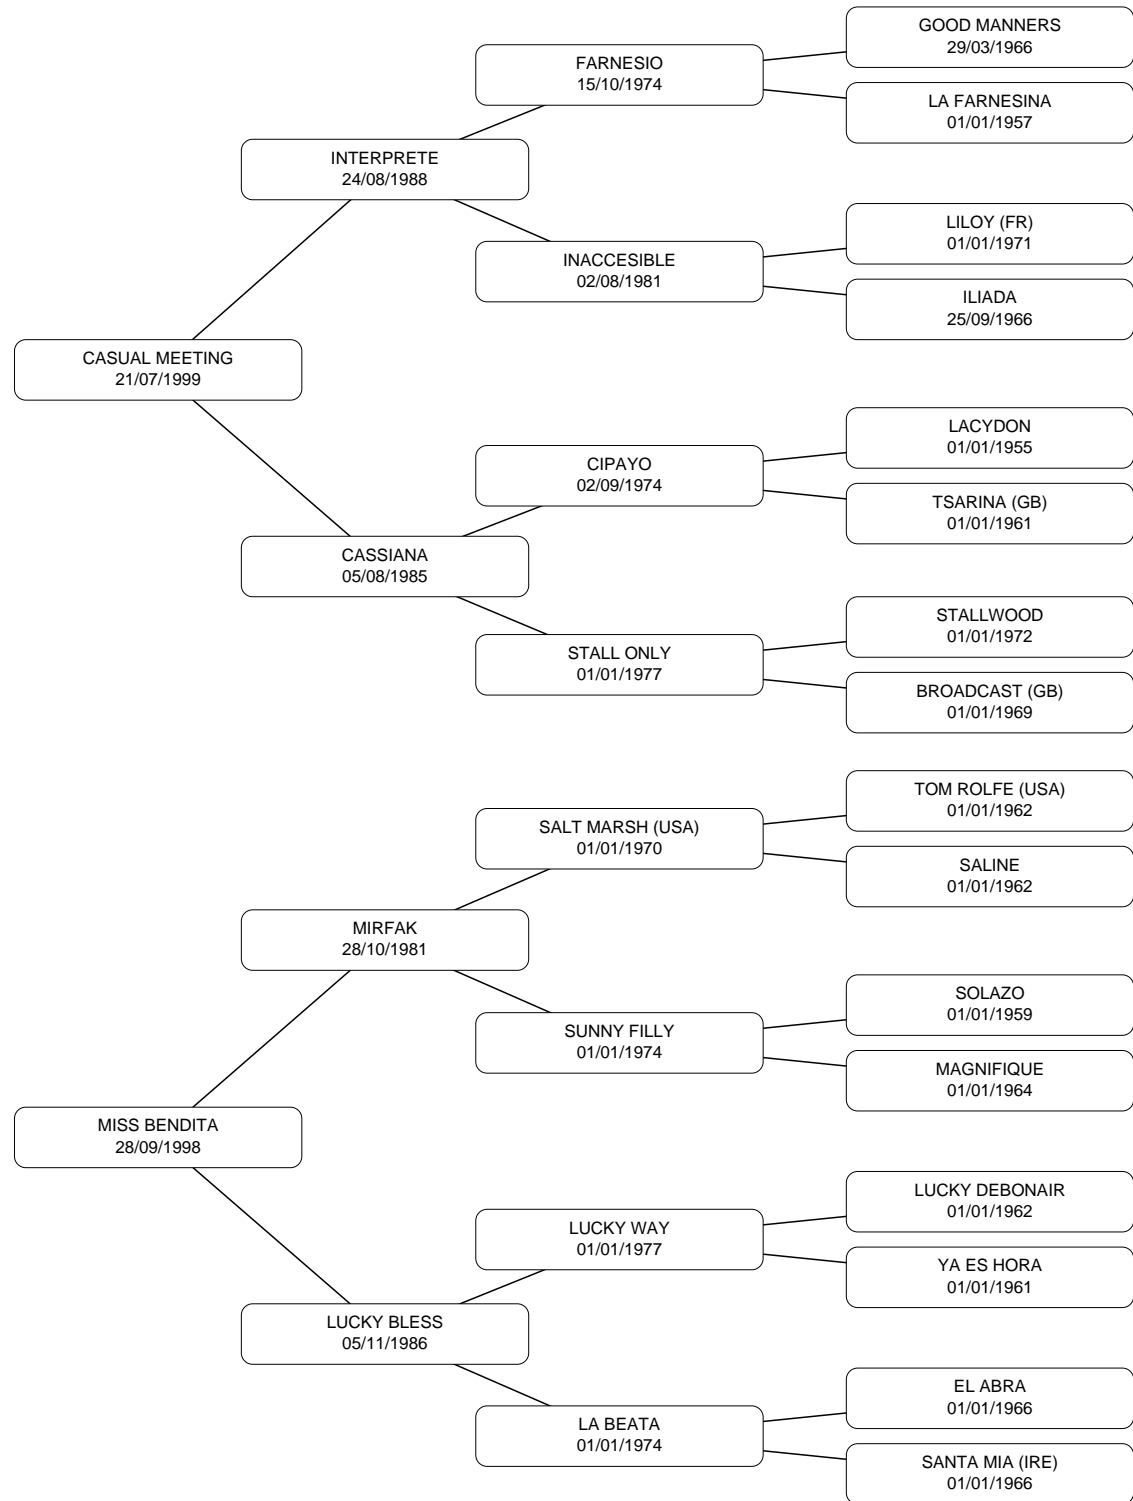 GOOD MANNERS
29/03/1966
FARNESIO
15/10/1974
LA FARNESINA
01/01/1957
INTERPRETE
24/08/1988
LILOY (FR)
01/01/1971
INACCESIBLE
02/08/1981
ILIADA
25/09/1966
CASUAL MEETING
21/07/1999
LACYDON
01/01/1955
CIPAYO
02/09/1974
TSARINA (GB)
01/01/1961
CASSIANA
05/08/1985
STALLWOOD
01/01/1972
STALL ONLY
01/01/1977
BROADCAST (GB)
01/01/1969
TOM ROLFE (USA)
01/01/1962
SALT MARSH (USA)
01/01/1970
SALINE
01/01/1962
MIRFAK
28/10/1981
SOLAZO
01/01/1959
SUNNY FILLY
01/01/1974
MAGNIFIQUE
01/01/1964
MISS BENDITA
28/09/1998
LUCKY DEBONAIR
01/01/1962
LUCKY WAY
01/01/1977
YA ES HORA
01/01/1961
LUCKY BLESS
05/11/1986
EL ABRA
01/01/1966
LA BEATA
01/01/1974
SANTA MIA (IRE)
01/01/1966